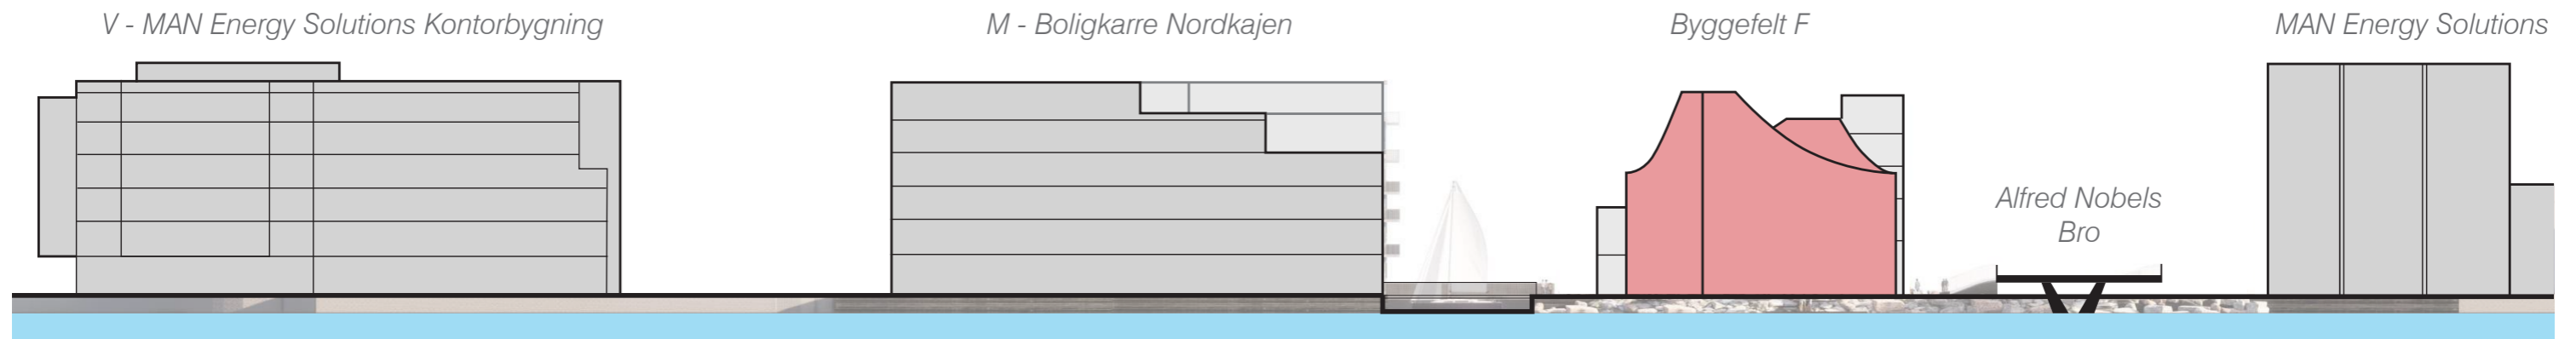 V - MAN Energy Solutions Kontorbygning
M - Boligkarre Nordkajen
Byggefelt F
MAN Energy Solutions
Alfred Nobels
Bro